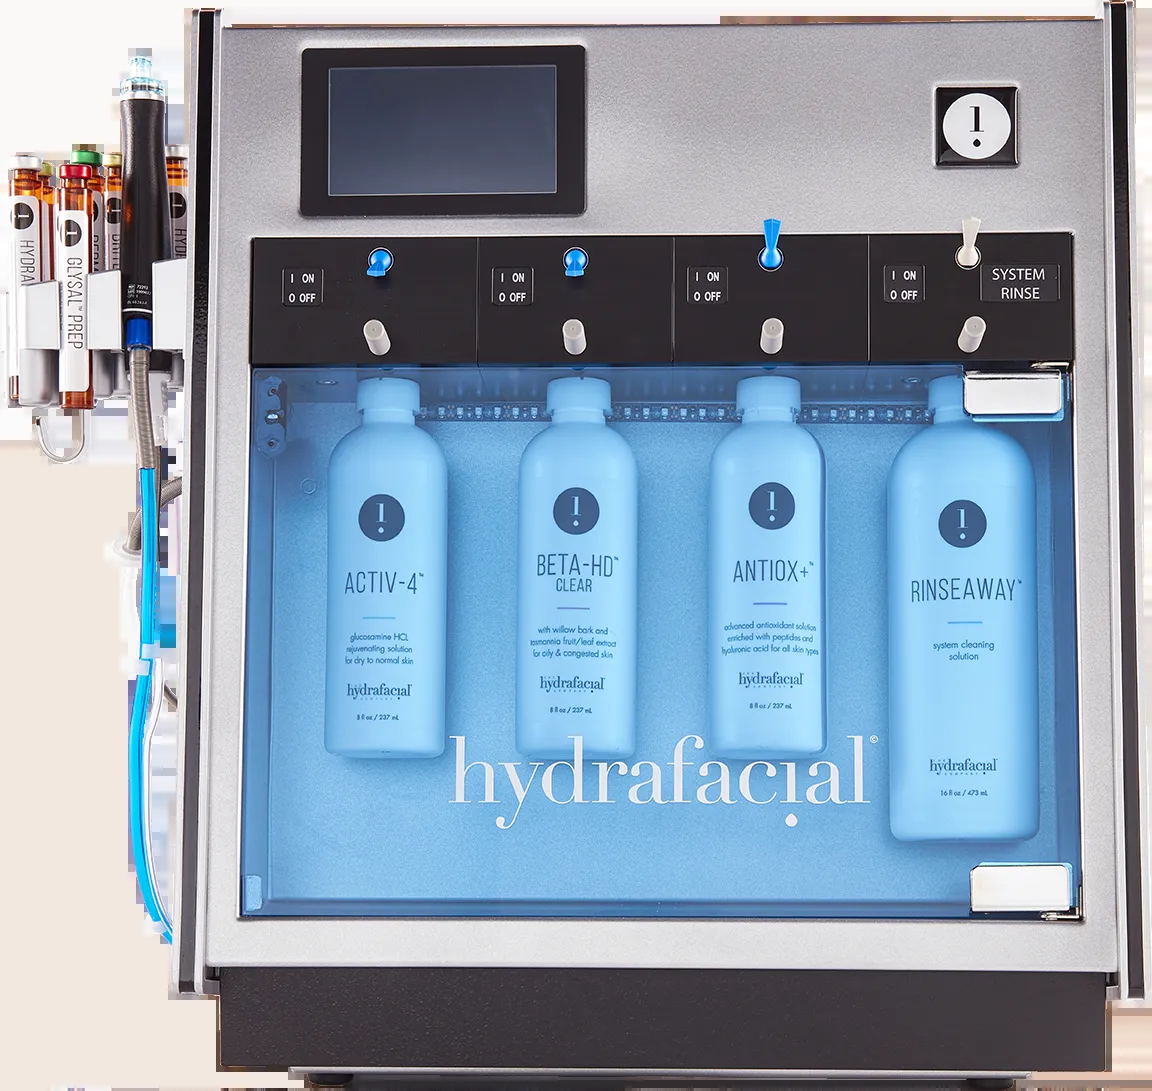 I ON
O OFF
I ON
O OFF
I ON
O OFF
I ON
O OFF
SYSTEM
RINSE
HYDRA
GLYSAL™ PREP
ACTIV-4™
glucosamine HCL
rejuvenating solution
for dry to normal skin
hydrafacial
8 fl oz / 237 mL
BETA-HD™
CLEAR
with willow bark and
tasmannia fruit/leaf extract
for oily & congested skin
hydrafacial
8 fl oz / 237 mL
ANTIOX+™
advanced antioxidant solution
enriched with peptides and
hyaluronic acid for all skin types
hydrafacial
8 fl oz / 237 mL
RINSEAWAY™
system cleaning
solution
hydrafacial
16 fl oz / 473 mL
hydrafacial©